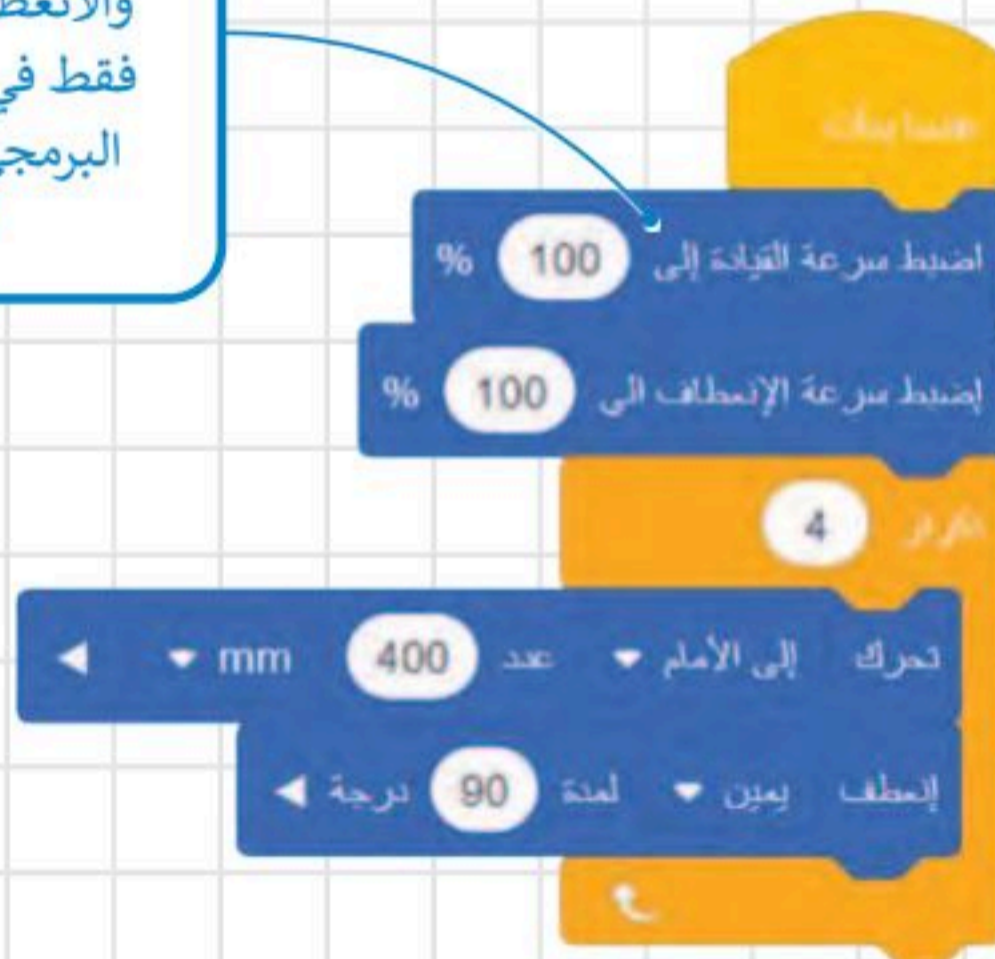 فقط في
اضبط سرعة القيادة إلى 100 %
إضبط سرعة الإنعطاف الى 100 %
تكرار 4
تحرك إلى الأمام عدد 400 mm
إنعطف يمين لمدة 90 درجة